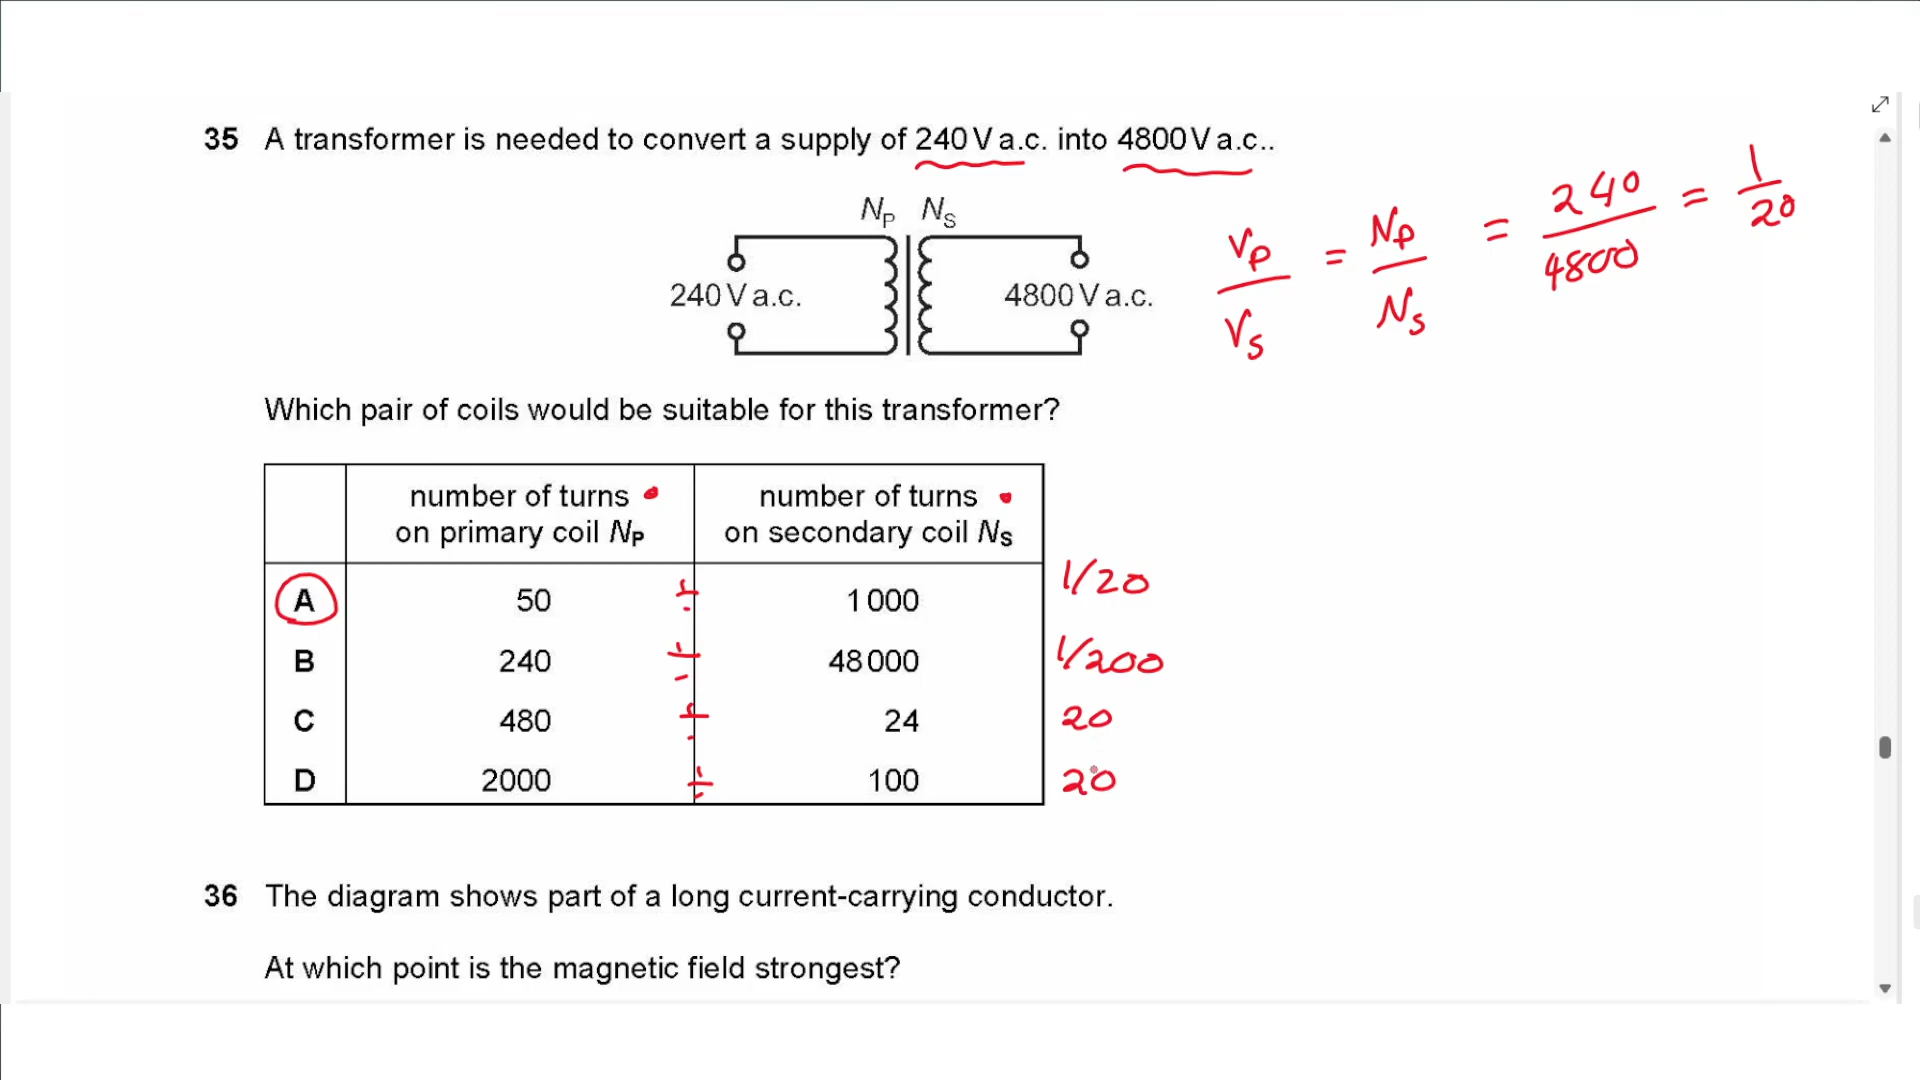 35 A transformer is needed to convert a supply of 240 V a.c. into 4800 V a.c..
NP NS
240 V a.c. 4800 V a.c.
VP/VS = NP/NS = 240/4800 = 1/20
Which pair of coils would be suitable for this transformer?
number of turns on primary coil NP number of turns on secondary coil NS
A 50 ÷ 1 000 1/20
B 240 ÷ 48 000 1/200
C 480 ÷ 24 20
D 2000 ÷ 100 20
36 The diagram shows part of a long current-carrying conductor.
At which point is the magnetic field strongest?